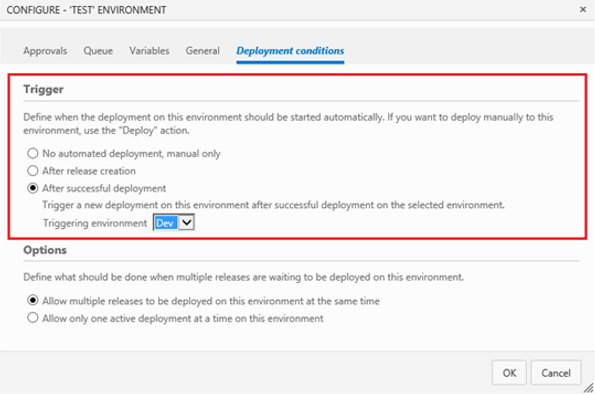 CONFIGURE - 'TEST' ENVIRONMENT
Approvals Queue Variables General Deployment conditions
Trigger
Define when the deployment on this environment should be started automatically. If you want to deploy manually to this
environment, use the "Deploy" action.
No automated deployment, manual only
After release creation
After successful deployment
Trigger a new deployment on this environment after successful deployment on the selected environment.
Triggering environment Dev
Options
Define what should be done when multiple releases are waiting to be deployed on this environment.
Allow multiple releases to be deployed on this environment at the same time
Allow only one active deployment at a time on this environment
OK Cancel